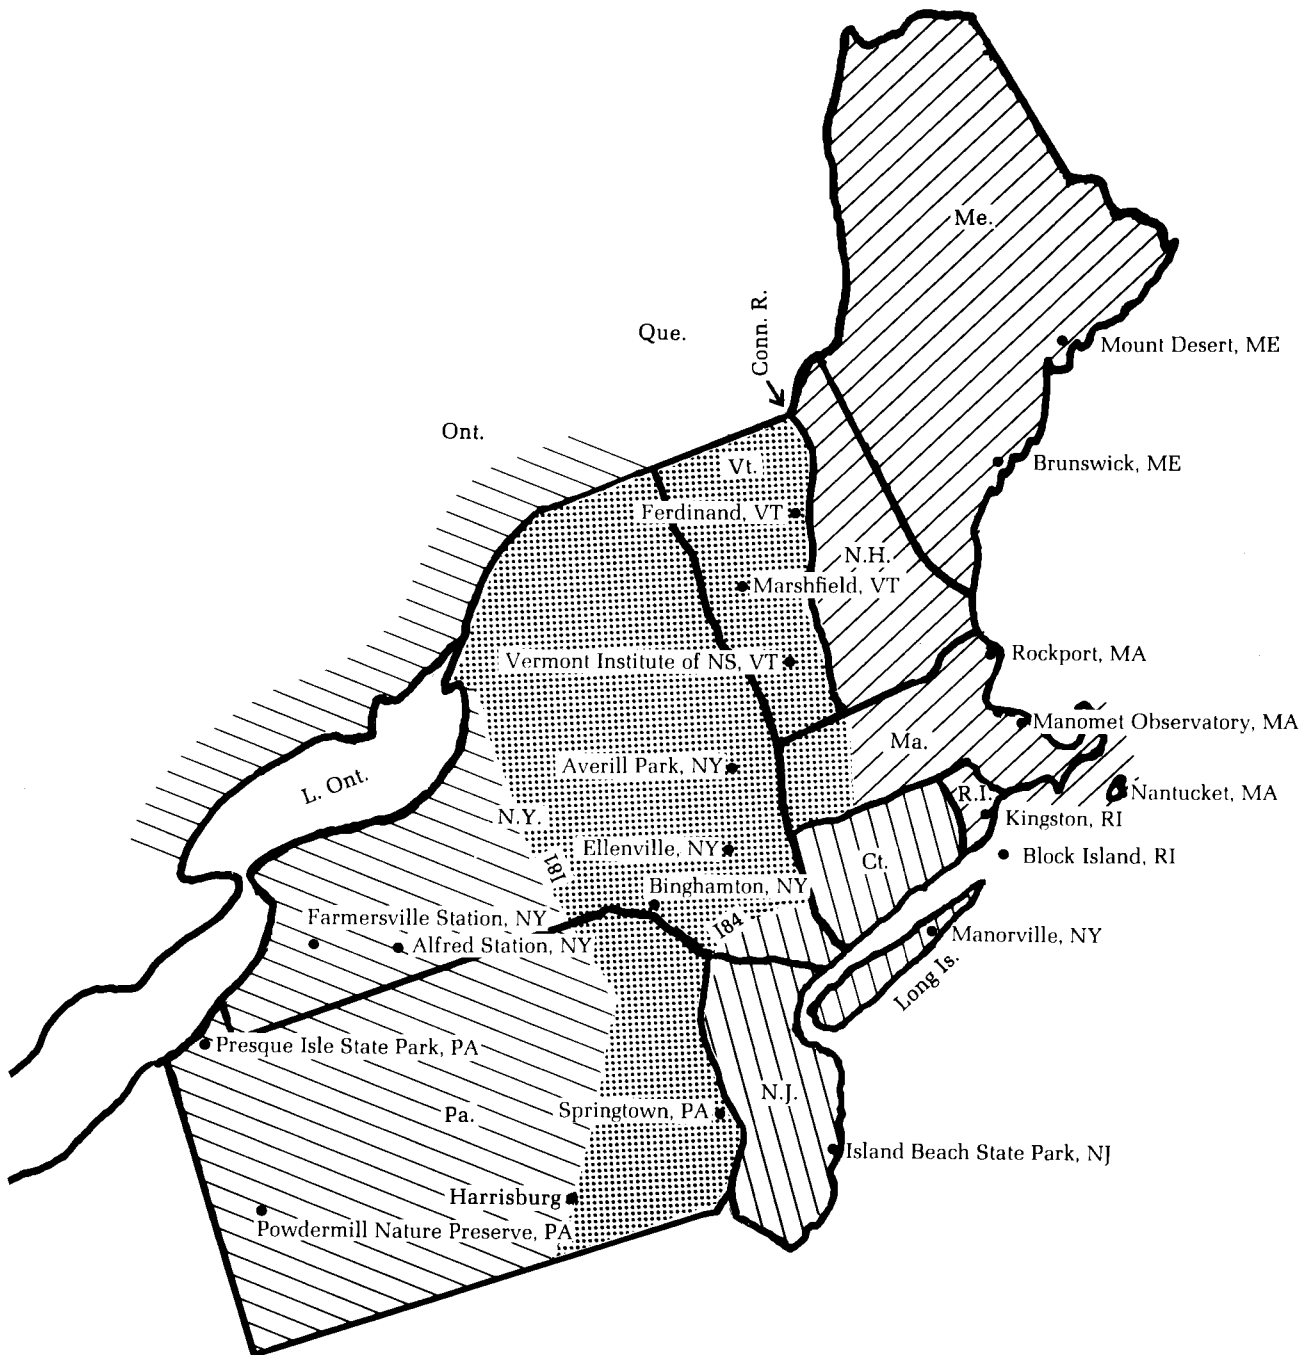 Me.
Conn. R.
Que.
Mount Desert, ME
Ont.
Vt.
Brunswick, ME
Ferdinand, VT
N.H.
Marshfield, VT
Vermont Institute of NS, VT
Rockport, MA
Manomet Observatory, MA
Ma.
Averill Park, NY
L. Ont.
R.I.
Nantucket, MA
N.Y.
Kingston, RI
Ellenville, NY
Ct.
Block Island, RI
I81
Binghamton, NY
Farmersville Station, NY
I84
Alfred Station, NY
Manorville, NY
Long Is.
Presque Isle State Park, PA
N.J.
Pa.
Springtown, PA
Island Beach State Park, NJ
Harrisburg
Powdermill Nature Preserve, PA